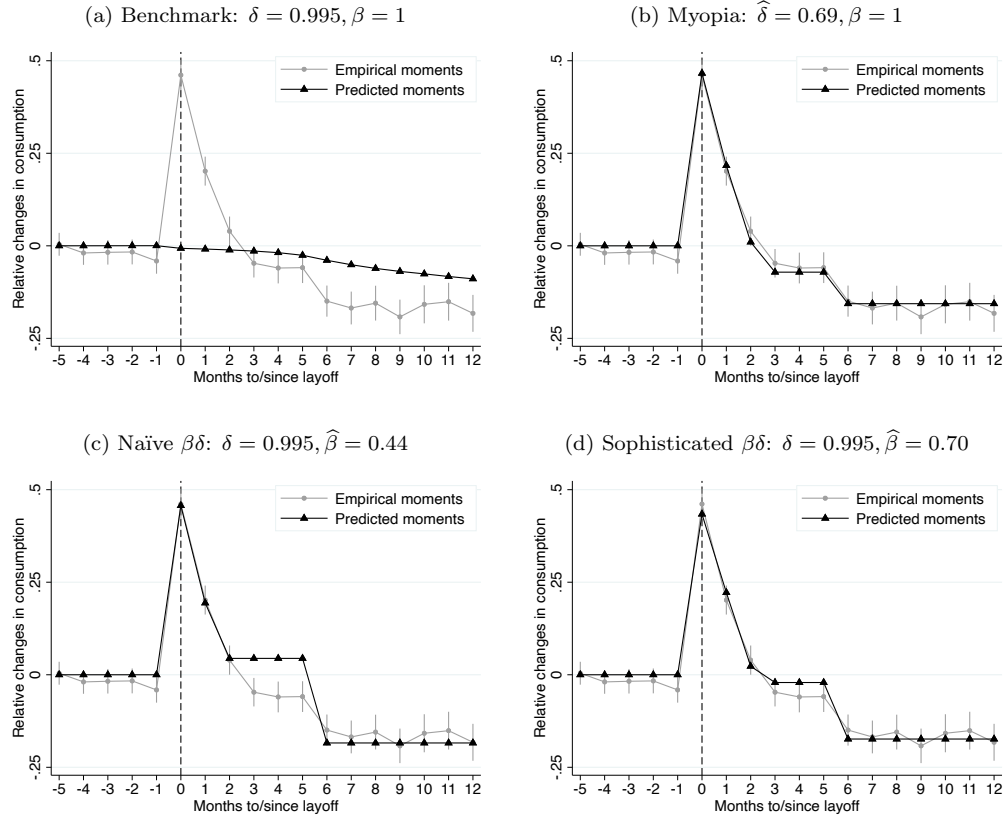 (a) Benchmark: δ = 0.995, β = 1
Relative changes in consumption
.5
.25
0
-.25
Empirical moments
Predicted moments
-5 -4 -3 -2 -1 0 1 2 3 4 5 6 7 8 9 10 11 12
Months to/since layoff
(b) Myopia: δ̂ = 0.69, β = 1
Relative changes in consumption
.5
.25
0
-.25
Empirical moments
Predicted moments
-5 -4 -3 -2 -1 0 1 2 3 4 5 6 7 8 9 10 11 12
Months to/since layoff
(c) Naïve βδ: δ = 0.995, β̂ = 0.44
Relative changes in consumption
.5
.25
0
-.25
Empirical moments
Predicted moments
-5 -4 -3 -2 -1 0 1 2 3 4 5 6 7 8 9 10 11 12
Months to/since layoff
(d) Sophisticated βδ: δ = 0.995, β̂ = 0.70
Relative changes in consumption
.5
.25
0
-.25
Empirical moments
Predicted moments
-5 -4 -3 -2 -1 0 1 2 3 4 5 6 7 8 9 10 11 12
Months to/since layoff